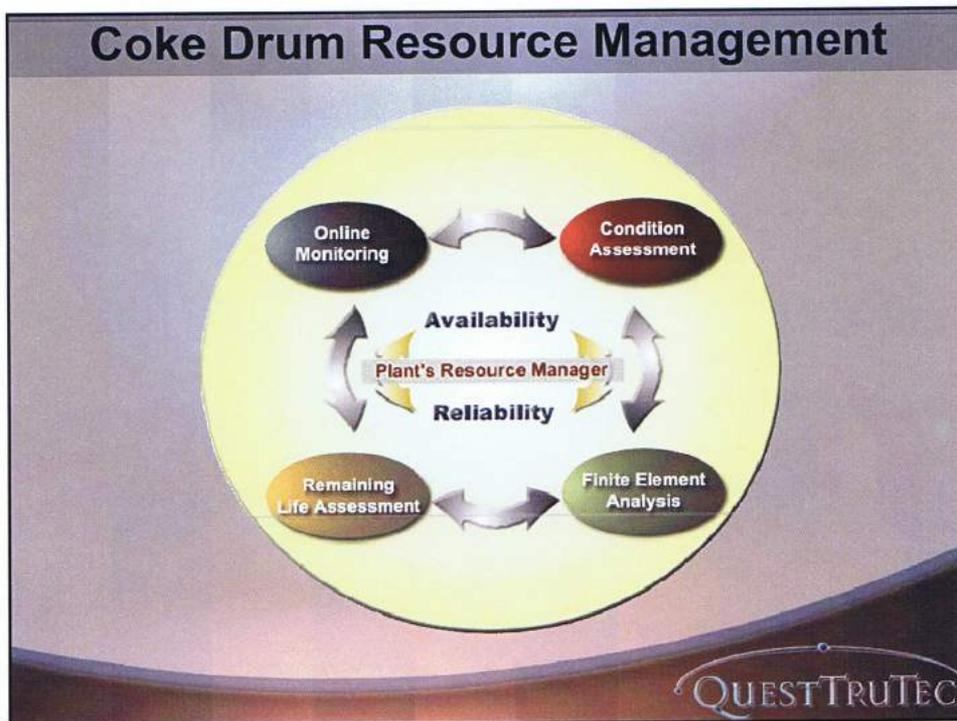 Coke Drum Resource Management
Online
Monitoring
Condition
Assessment
Availability
Plant's Resource Manager
Reliability
Remaining
Life Assessment
Finite Element
Analysis
QUESTTRUTEC